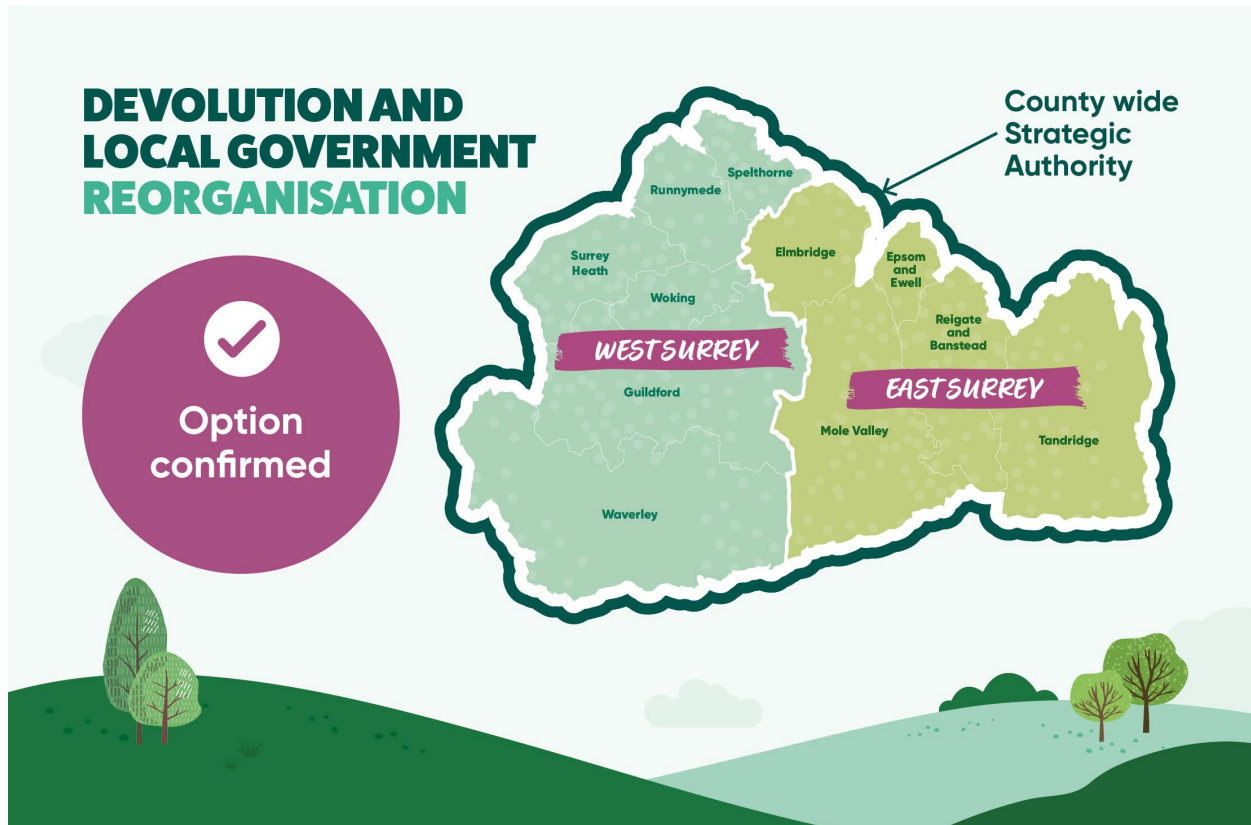 DEVOLUTION AND
LOCAL GOVERNMENT
REORGANISATION
Option
confirmed
County wide
Strategic
Authority
Spelthorne
Runnymede
Elmbridge
Surrey
Heath
Epsom
and
Ewell
Woking
Reigate
and
Banstead
WEST SURREY
EAST SURREY
Guildford
Mole Valley
Tandridge
Waverley